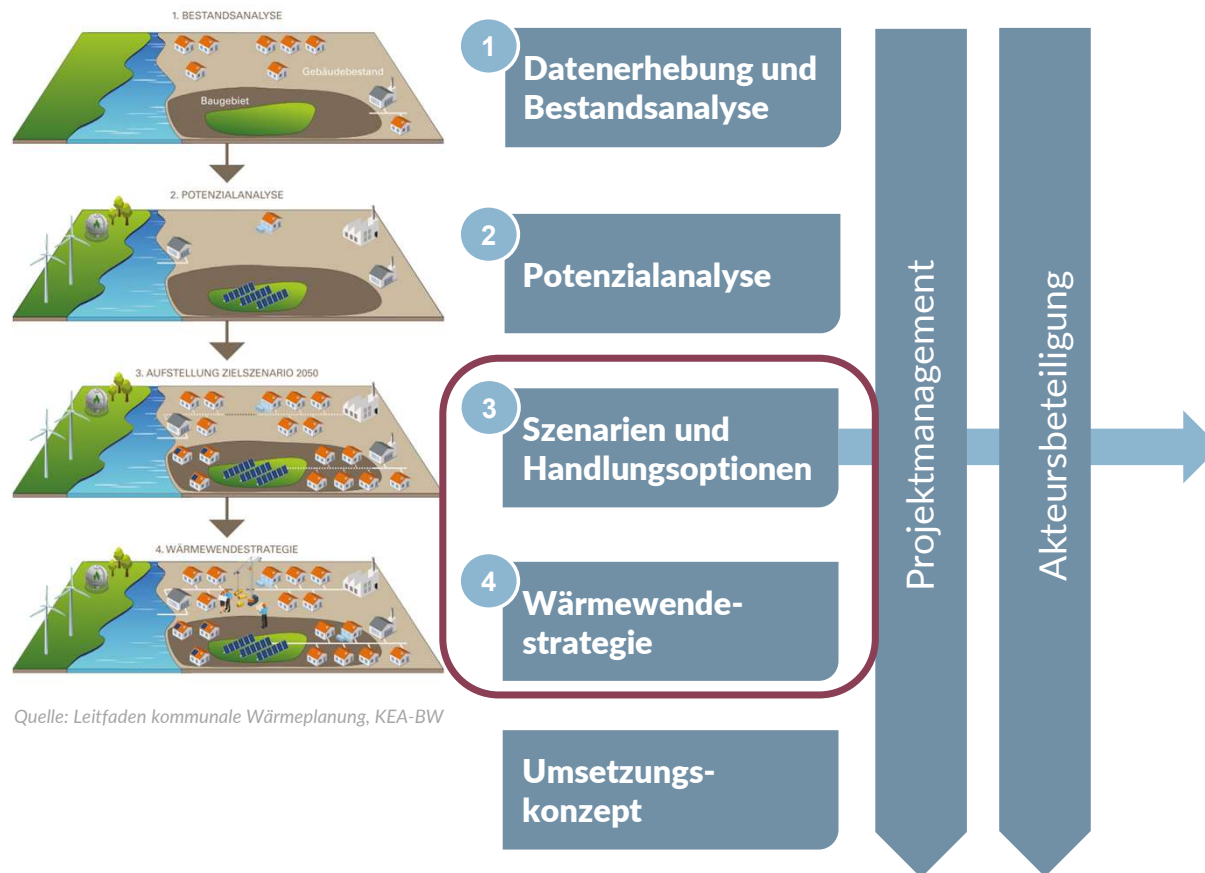 1. BESTANDSANALYSE
Gebäudebestand
Baugebiet
2. POTENZIALANALYSE
3. AUFSTELLUNG ZIELSZENARIO 2050
4. WÄRMEWENDESTRATEGIE
Quelle: Leitfaden kommunale Wärmeplanung, KEA-BW
1
Datenerhebung und
Bestandsanalyse
2
Potenzialanalyse
3
Szenarien und
Handlungsoptionen
4
Wärmewende-
strategie
Umsetzungs-
konzept
Projektmanagement
Akteursbeteiligung